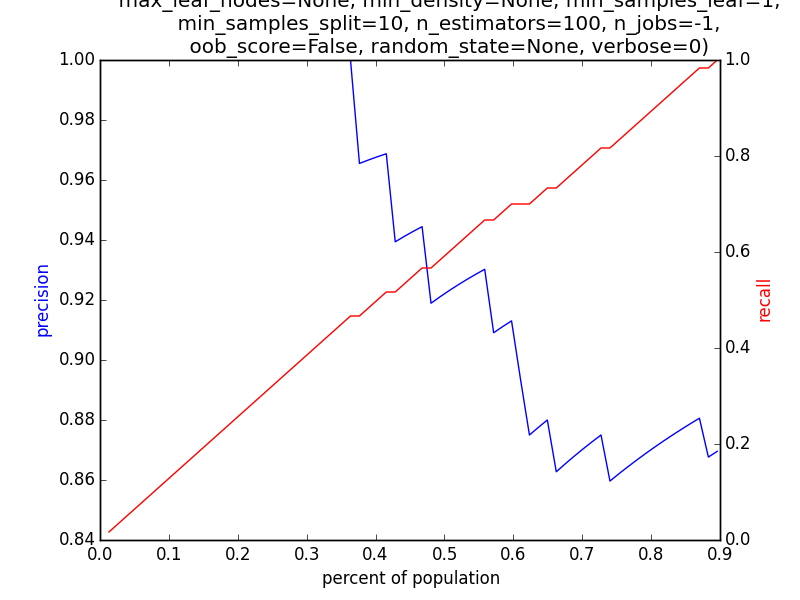 max_leaf_nodes=None, min_density=None, min_samples_leaf=1,
min_samples_split=10, n_estimators=100, n_jobs=-1,
oob_score=False, random_state=None, verbose=0)
1.00
0.98
0.96
0.94
0.92
0.90
0.88
0.86
0.84
precision
1.0
0.8
0.6
0.4
0.2
0.0
recall
0.0 0.1 0.2 0.3 0.4 0.5 0.6 0.7 0.8 0.9
percent of population